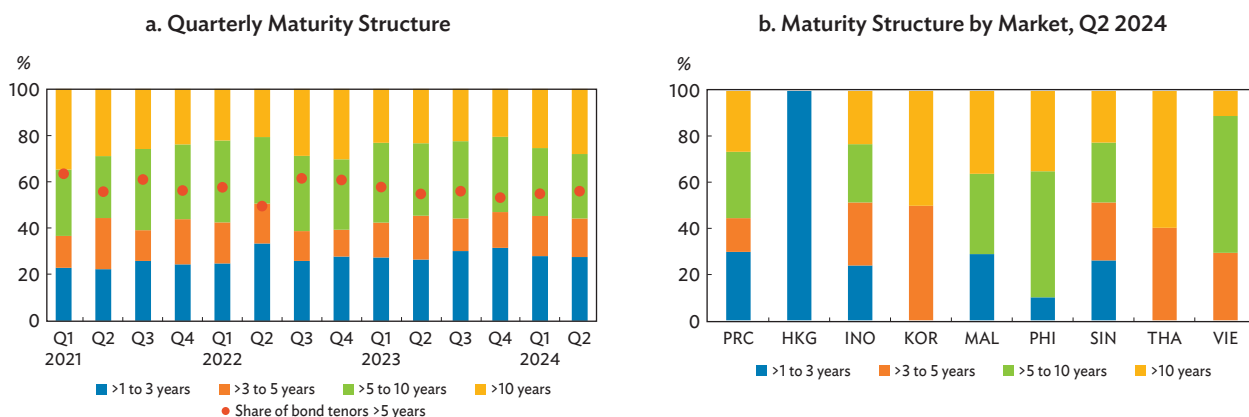 a. Quarterly Maturity Structure
%
100
80
60
40
20
0
Q1 Q2 Q3 Q4 Q1 Q2 Q3 Q4 Q1 Q2 Q3 Q4 Q1 Q2
2021 2022 2023 2024
>1 to 3 years >3 to 5 years >5 to 10 years >10 years
Share of bond tenors >5 years
b. Maturity Structure by Market, Q2 2024
%
100
80
60
40
20
0
PRC HKG INO KOR MAL PHI SIN THA VIE
>1 to 3 years >3 to 5 years >5 to 10 years >10 years